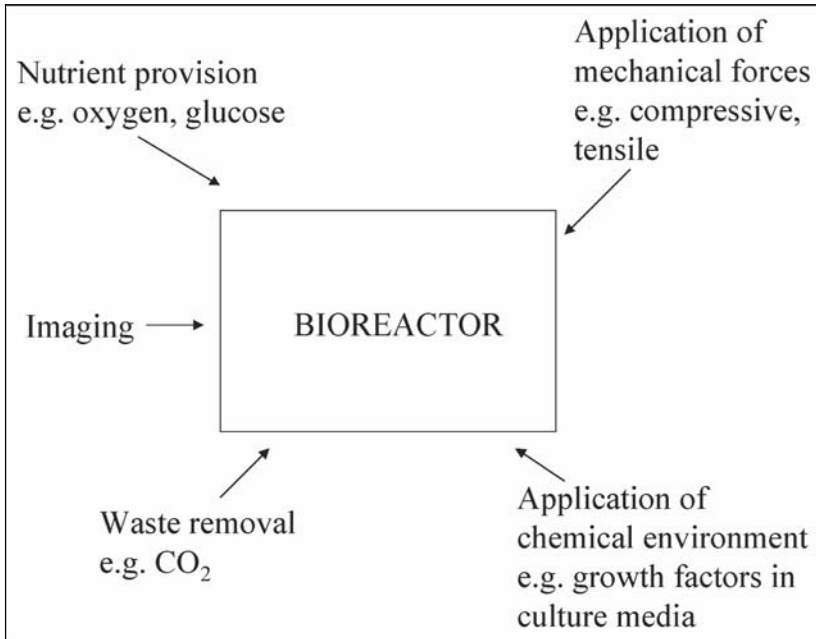 Nutrient provision
e.g. oxygen, glucose
Application of
mechanical forces
e.g. compressive,
tensile
Imaging
BIOREACTOR
Waste removal
e.g. CO₂
Application of
chemical environment
e.g. growth factors in
culture media